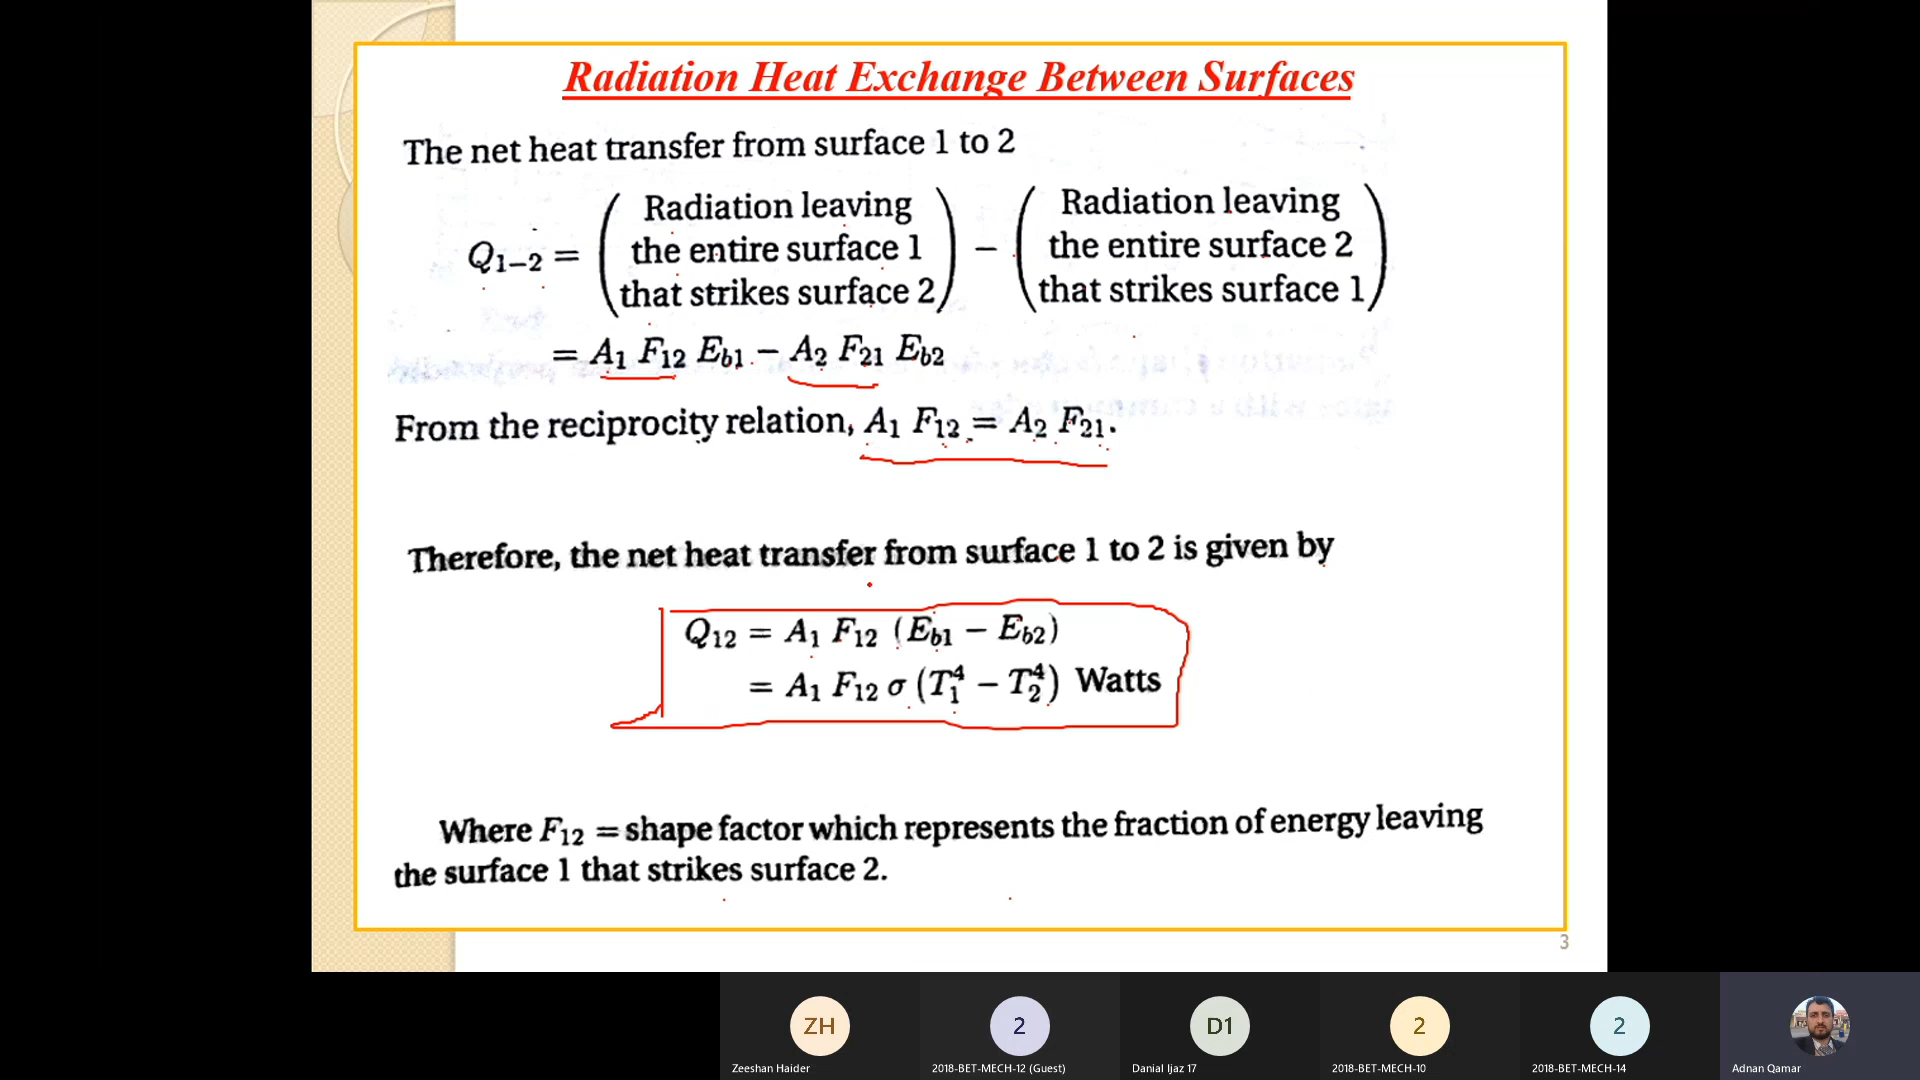 Radiation Heat Exchange Between Surfaces
The net heat transfer from surface 1 to 2
Q1–2 = (Radiation leaving the entire surface 1 that strikes surface 2) – (Radiation leaving the entire surface 2 that strikes surface 1)
= A1 F12 Eb1 – A2 F21 Eb2
From the reciprocity relation, A1 F12 = A2 F21.
Therefore, the net heat transfer from surface 1 to 2 is given by
Q12 = A1 F12 (Eb1 – Eb2)
= A1 F12 σ (T1^4 – T2^4) Watts
Where F12 = shape factor which represents the fraction of energy leaving
the surface 1 that strikes surface 2.
3
ZH 2 D1 2 2
Zeeshan Haider 2018-BET-MECH-12 (Guest) Danial Ijaz 17 2018-BET-MECH-10 2018-BET-MECH-14 Adnan Qamar